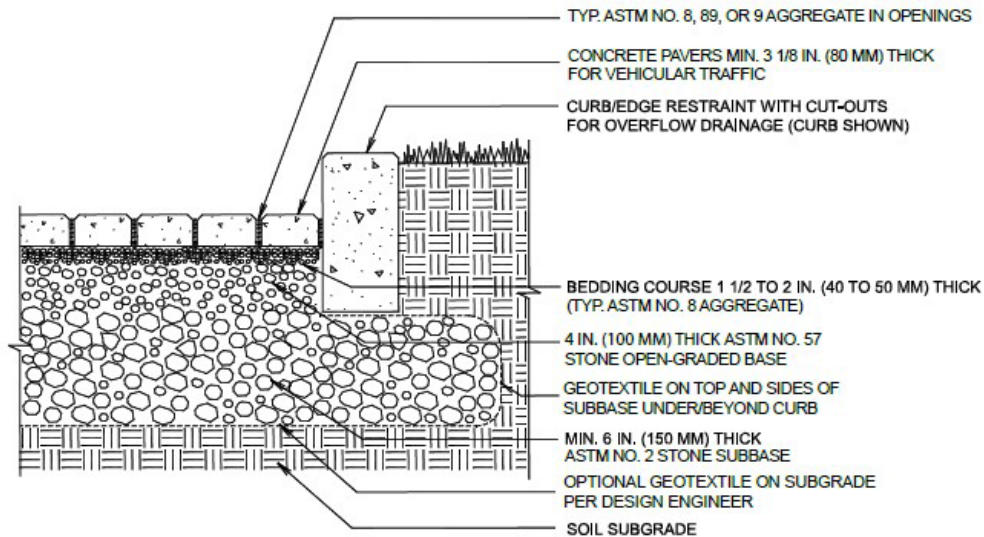 TYP. ASTM NO. 8, 89, OR 9 AGGREGATE IN OPENINGS
CONCRETE PAVERS MIN. 3 1/8 IN. (80 MM) THICK
FOR VEHICULAR TRAFFIC
CURB/EDGE RESTRAINT WITH CUT-OUTS
FOR OVERFLOW DRAINAGE (CURB SHOWN)
BEDDING COURSE 1 1/2 TO 2 IN. (40 TO 50 MM) THICK
(TYP. ASTM NO. 8 AGGREGATE)
4 IN. (100 MM) THICK ASTM NO. 57
STONE OPEN-GRADED BASE
GEOTEXTILE ON TOP AND SIDES OF
SUBBASE UNDER/BEYOND CURB
MIN. 6 IN. (150 MM) THICK
ASTM NO. 2 STONE SUBBASE
OPTIONAL GEOTEXTILE ON SUBGRADE
PER DESIGN ENGINEER
SOIL SUBGRADE